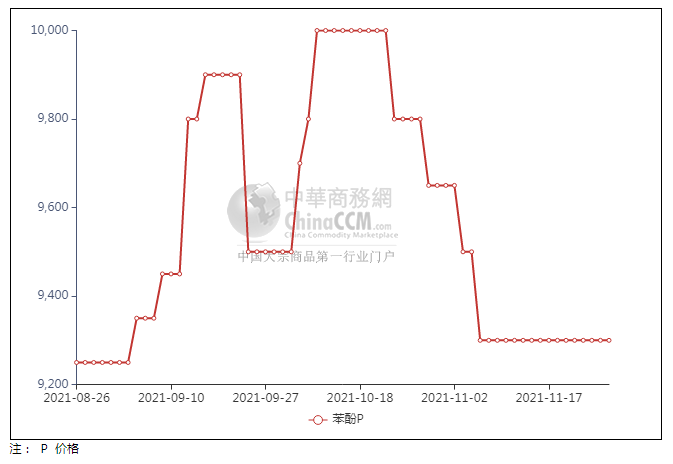 10,000
9,800
9,600
9,400
9,200
中華商務網
ChinaCCM.com
China Commodity Marketplace
中国大宗商品第一行业门户
2021-08-26 2021-09-10 2021-09-27 2021-10-18 2021-11-02 2021-11-17
苯酚P
注： P 价格